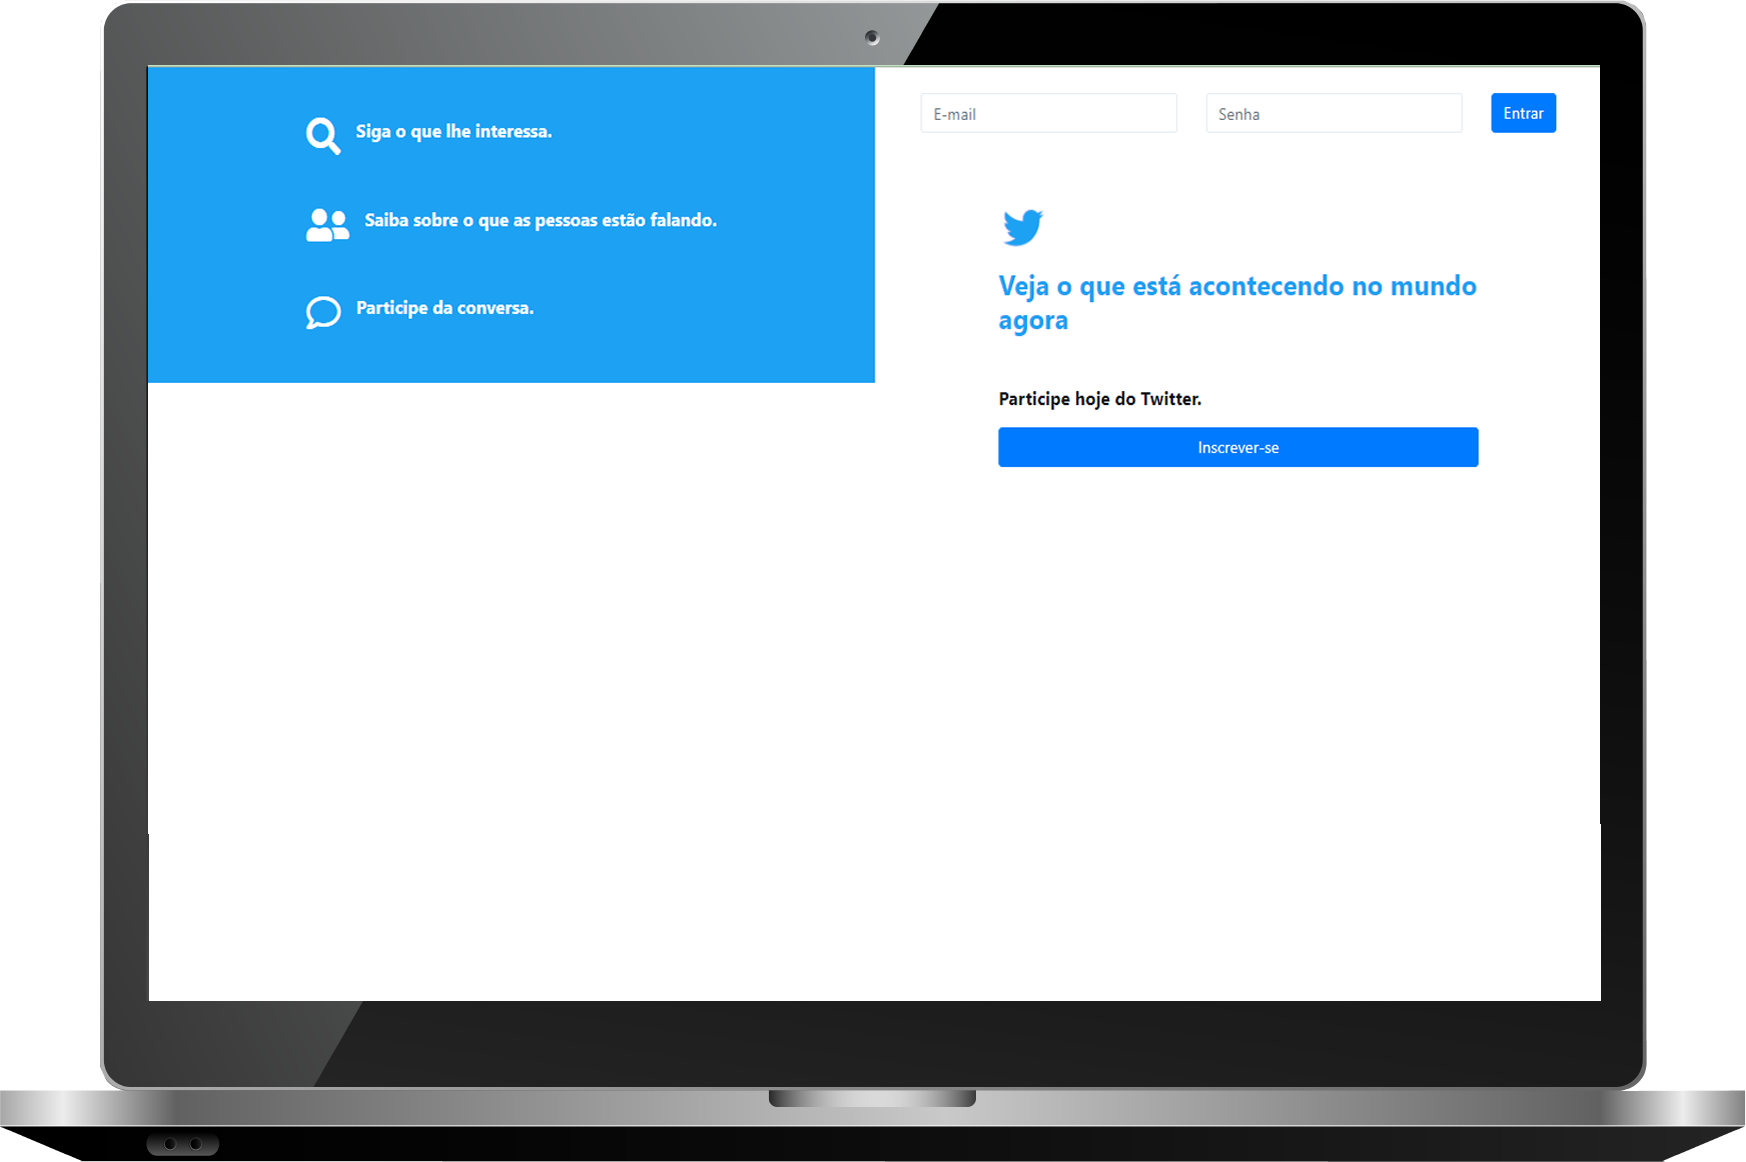 Siga o que lhe interessa.
Saiba sobre o que as pessoas estão falando.
Participe da conversa.
E-mail
Senha
Entrar
Veja o que está acontecendo no mundo
agora
Participe hoje do Twitter.
Inscrever-se